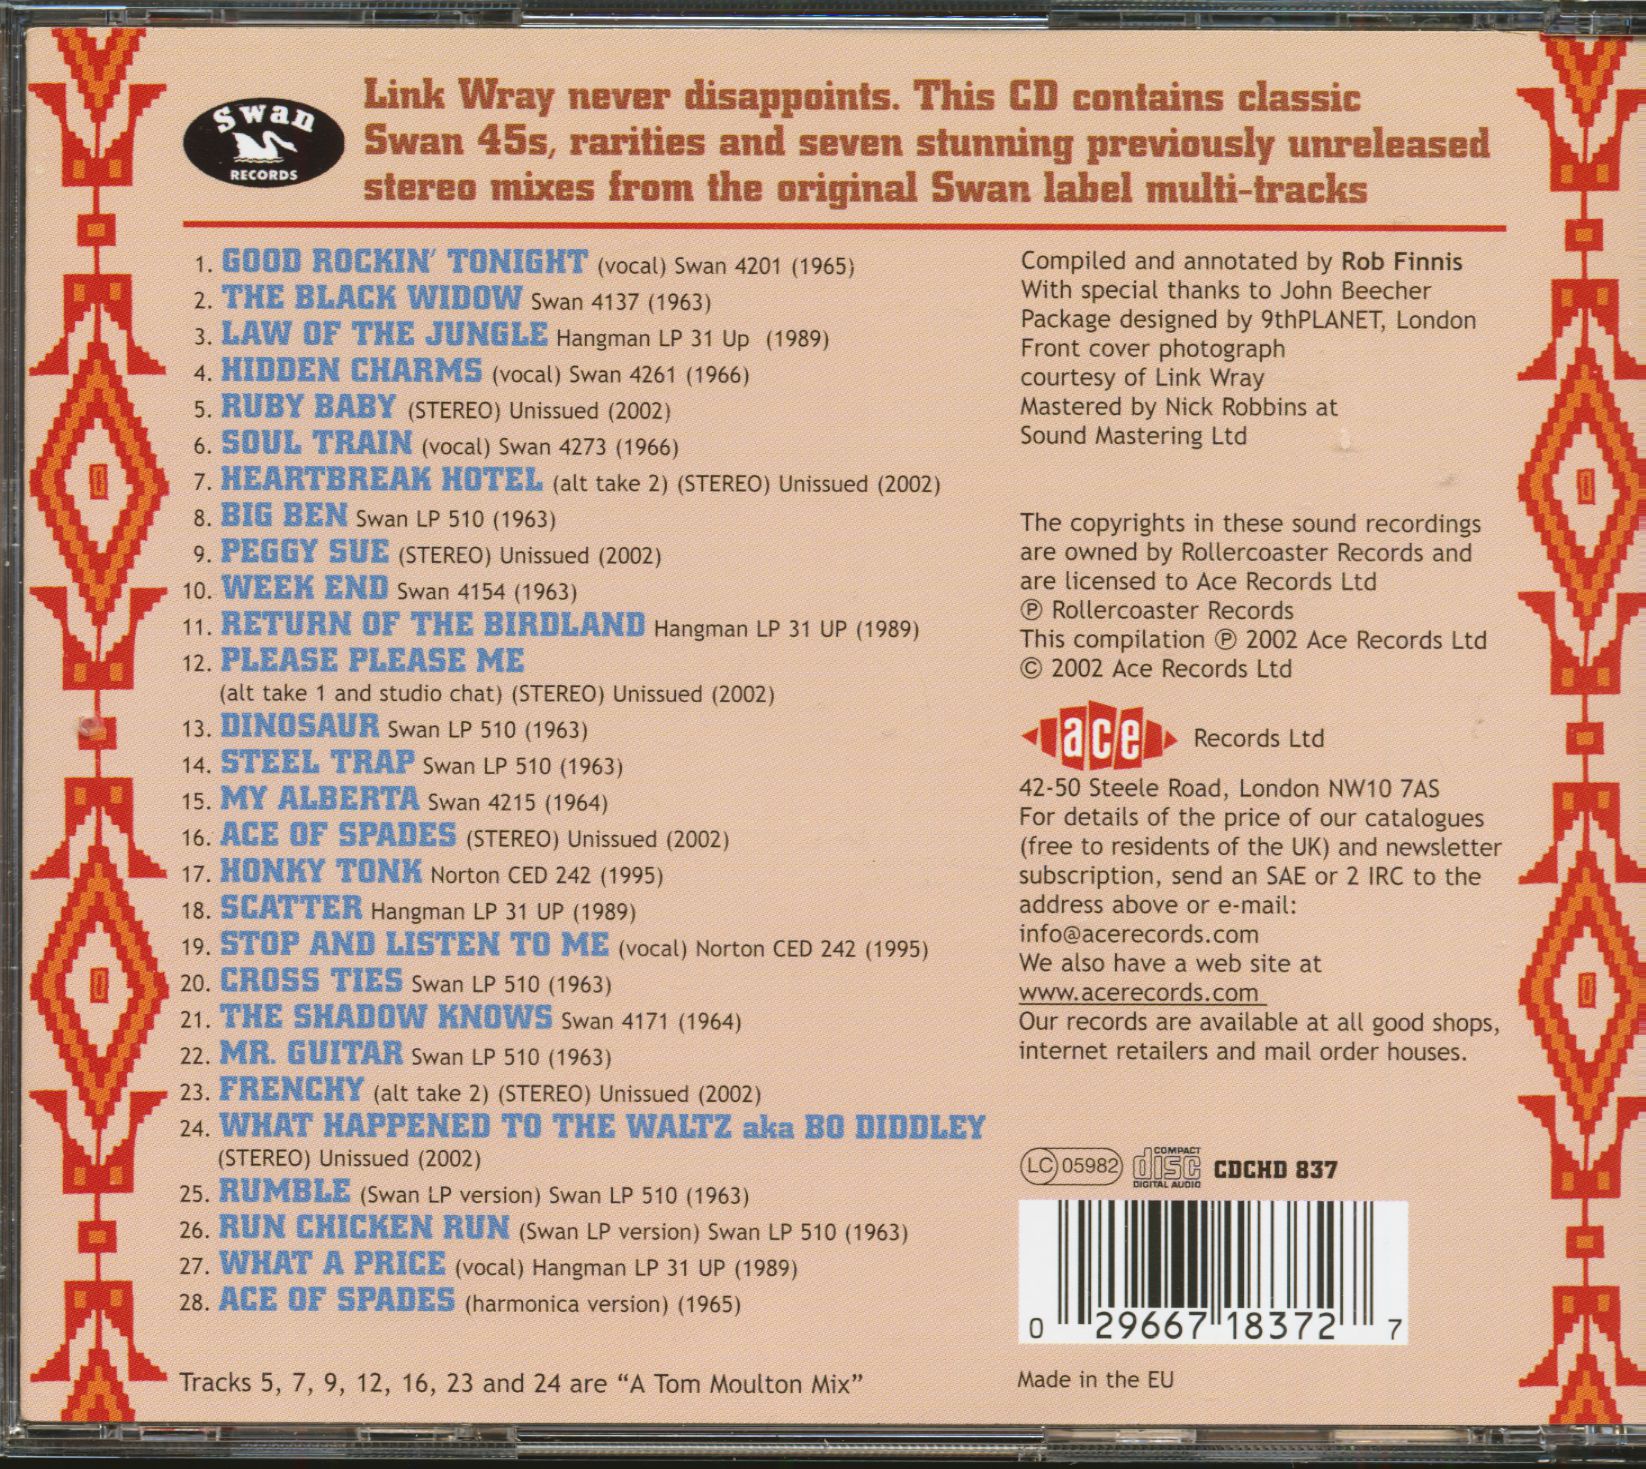 Swan
RECORDS
Link Wray never disappoints. This CD contains classic
Swan 45s, rarities and seven stunning previously unreleased
stereo mixes from the original Swan label multi-tracks
1. GOOD ROCKIN' TONIGHT (vocal) Swan 4201 (1965)
2. THE BLACK WIDOW Swan 4137 (1963)
3. LAW OF THE JUNGLE Hangman LP 31 Up (1989)
4. HIDDEN CHARMS (vocal) Swan 4261 (1966)
5. RUBY BABY (STEREO) Unissued (2002)
6. SOUL TRAIN (vocal) Swan 4273 (1966)
7. HEARTBREAK HOTEL (alt take 2) (STEREO) Unissued (2002)
8. BIG BEN Swan LP 510 (1963)
9. PEGGY SUE (STEREO) Unissued (2002)
10. WEEK END Swan 4154 (1963)
11. RETURN OF THE BIRDLAND Hangman LP 31 UP (1989)
12. PLEASE PLEASE ME
(alt take 1 and studio chat) (STEREO) Unissued (2002)
13. DINOSAUR Swan LP 510 (1963)
14. STEEL TRAP Swan LP 510 (1963)
15. MY ALBERTA Swan 4215 (1964)
16. ACE OF SPADES (STEREO) Unissued (2002)
17. HONKY TONK Norton CED 242 (1995)
18. SCATTER Hangman LP 31 UP (1989)
19. STOP AND LISTEN TO ME (vocal) Norton CED 242 (1995)
20. CROSS TIES Swan LP 510 (1963)
21. THE SHADOW KNOWS Swan 4171 (1964)
22. MR. GUITAR Swan LP 510 (1963)
23. FRENCHY (alt take 2) (STEREO) Unissued (2002)
24. WHAT HAPPENED TO THE WALTZ aka BO DIDDLEY
(STEREO) Unissued (2002)
25. RUMBLE (Swan LP version) Swan LP 510 (1963)
26. RUN CHICKEN RUN (Swan LP version) Swan LP 510 (1963)
27. WHAT A PRICE (vocal) Hangman LP 31 UP (1989)
28. ACE OF SPADES (harmonica version) (1965)
Tracks 5, 7, 9, 12, 16, 23 and 24 are “A Tom Moulton Mix”
Compiled and annotated by Rob Finnis
With special thanks to John Beecher
Package designed by 9thPLANET, London
Front cover photograph
courtesy of Link Wray
Mastered by Nick Robbins at
Sound Mastering Ltd
The copyrights in these sound recordings
are owned by Rollercoaster Records and
are licensed to Ace Records Ltd
℗ Rollercoaster Records
This compilation ℗ 2002 Ace Records Ltd
© 2002 Ace Records Ltd
ace Records Ltd
42-50 Steele Road, London NW10 7AS
For details of the price of our catalogues
(free to residents of the UK) and newsletter
subscription, send an SAE or 2 IRC to the
address above or e-mail:
info@acerecords.com
We also have a web site at
www.acerecords.com
Our records are available at all good shops,
internet retailers and mail order houses.
LC 05982 COMPACT disc DIGITAL AUDIO CDCHD 837
0 29667 18372 7
Made in the EU